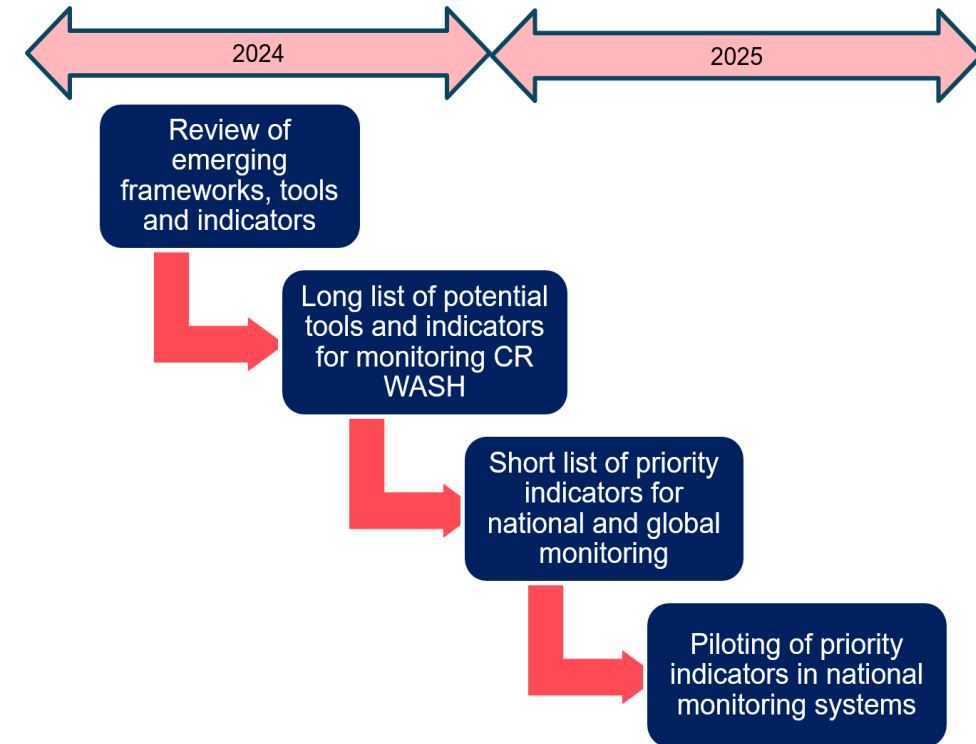 2024
2025
Review of
emerging
frameworks, tools
and indicators
Long list of potential
tools and indicators
for monitoring CR
WASH
Short list of priority
indicators for
national and global
monitoring
Piloting of priority
indicators in national
monitoring systems